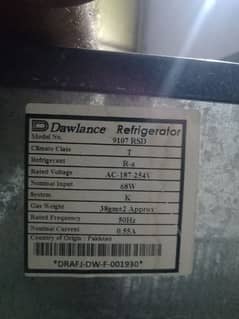 Dawlance Refrigerator
Model No. 9107 RSD
Climate Class T
Refrigerant R-s
Rated Voltage AC-187-254V
Nominal Input 68W
System K
Gas Weight 38gm±2 Approx
Rated Frequency 50Hz
Nominal Current 0.55A
Country of Origin : Pakistan
*DRAFJ-DW-F-001930*